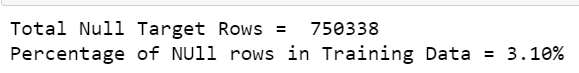 Total Null Target Rows =  750338
Percentage of NUll rows in Training Data = 3.10%